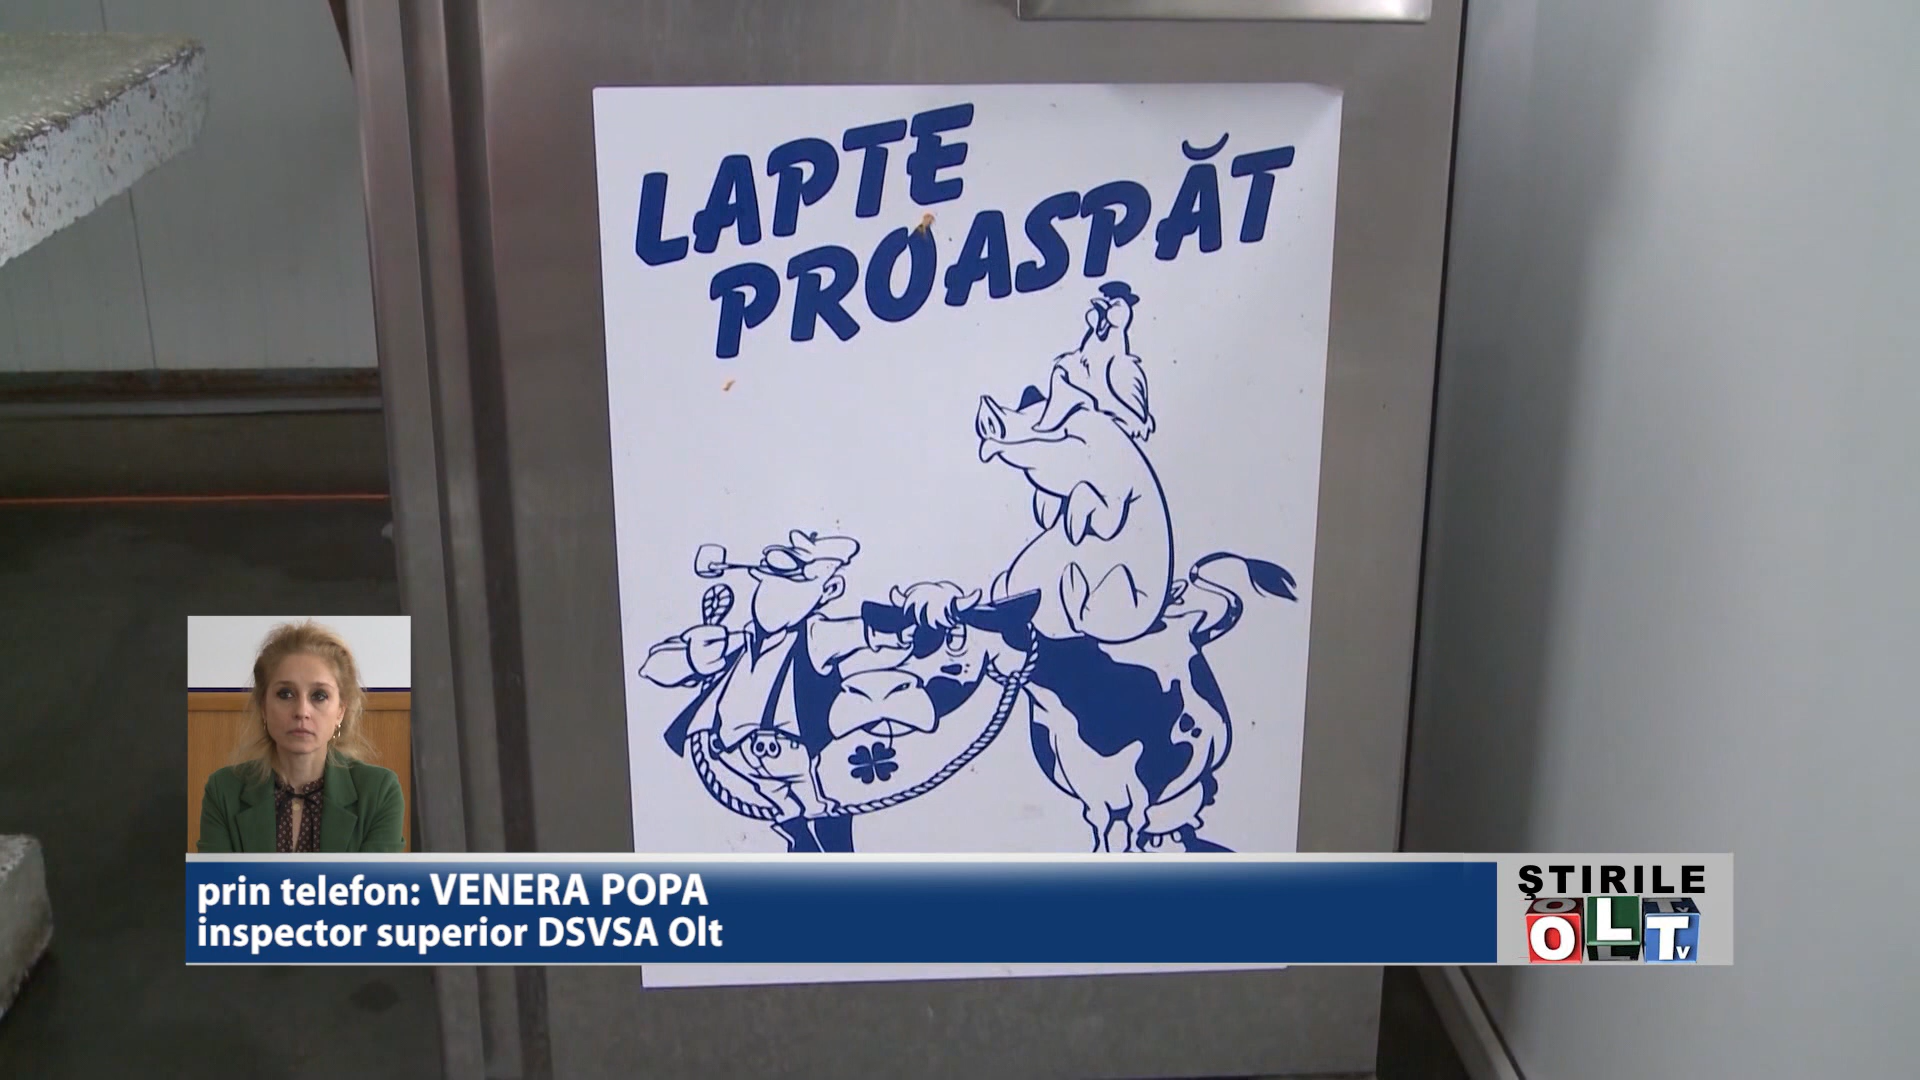 LAPTE
PROASPĂT
prin telefon: VENERA POPA
inspector superior DSVSA Olt
ŞTIRILE
OLTv